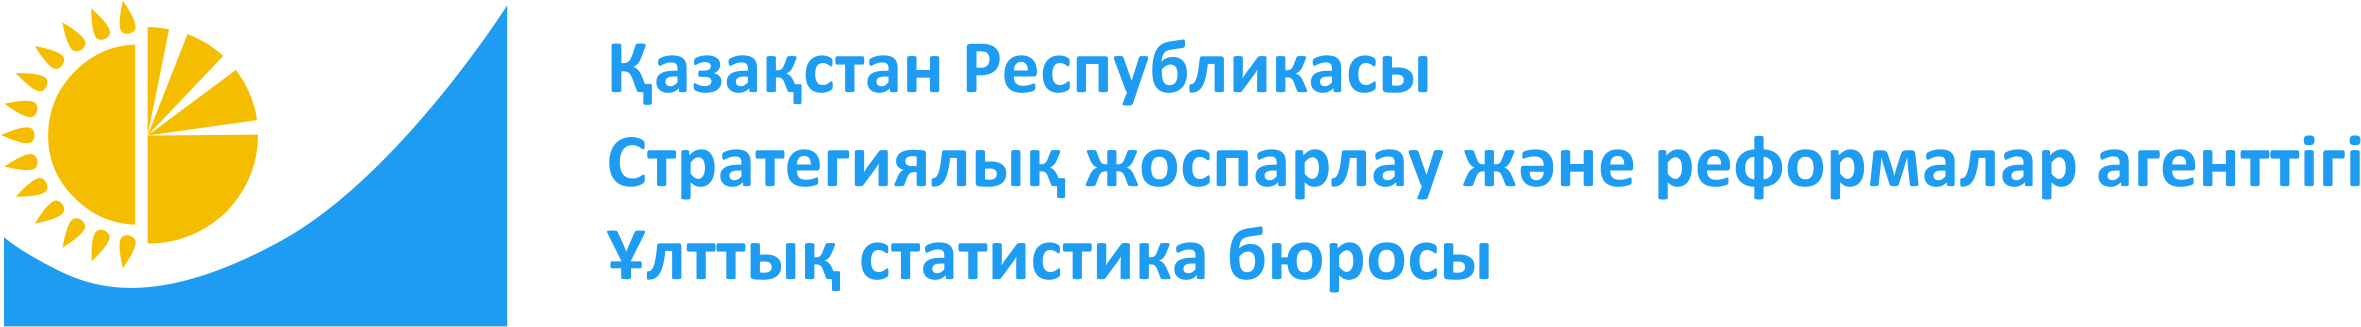 Қазақстан Республикасы
Стратегиялық жоспарлау және реформалар агенттігі
Ұлттық статистика бюросы